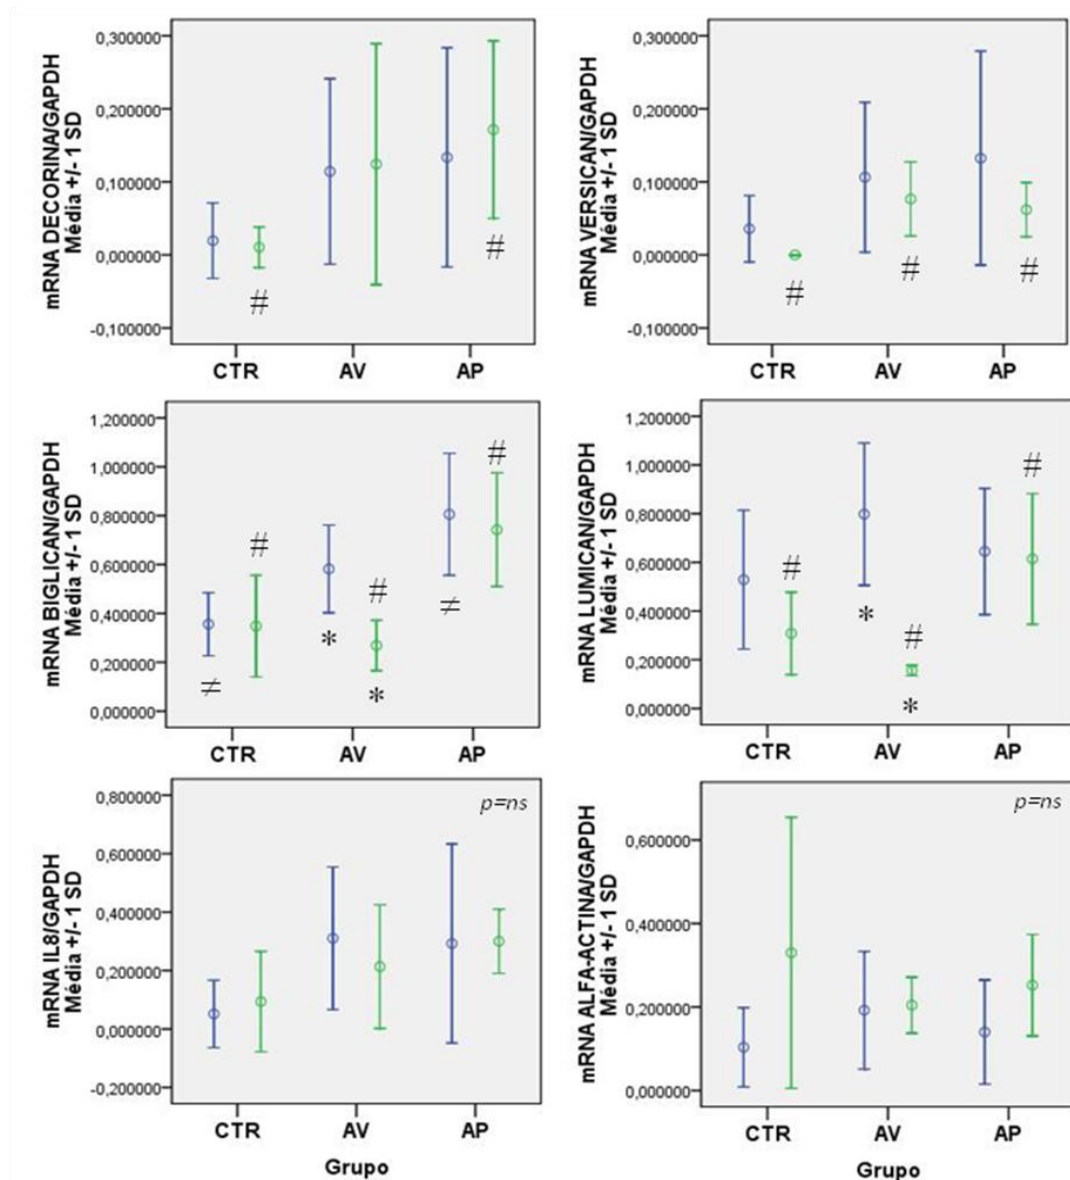 mRNA DECORINA/GAPDH
Média +/- 1 SD
0,300000
0,200000
0,100000
0,000000
-0,100000
#
#
CTR AV AP
mRNA VERSICAN/GAPDH
Média +/- 1 SD
0,300000
0,200000
0,100000
0,000000
-0,100000
#
#
#
CTR AV AP
mRNA BIGLICAN/GAPDH
Média +/- 1 SD
1,200000
1,000000
0,800000
0,600000
0,400000
0,200000
0,000000
#
#
#
≠
*
*
≠
CTR AV AP
mRNA LUMICAN/GAPDH
Média +/- 1 SD
1,200000
1,000000
0,800000
0,600000
0,400000
0,200000
0,000000
#
#
#
*
*
CTR AV AP
mRNA IL8/GAPDH
Média +/- 1 SD
0,800000
0,600000
0,400000
0,200000
0,000000
-0,200000
p=ns
CTR AV AP
Grupo
mRNA ALFA-ACTINA/GAPDH
Média +/- 1 SD
0,600000
0,400000
0,200000
0,000000
p=ns
CTR AV AP
Grupo